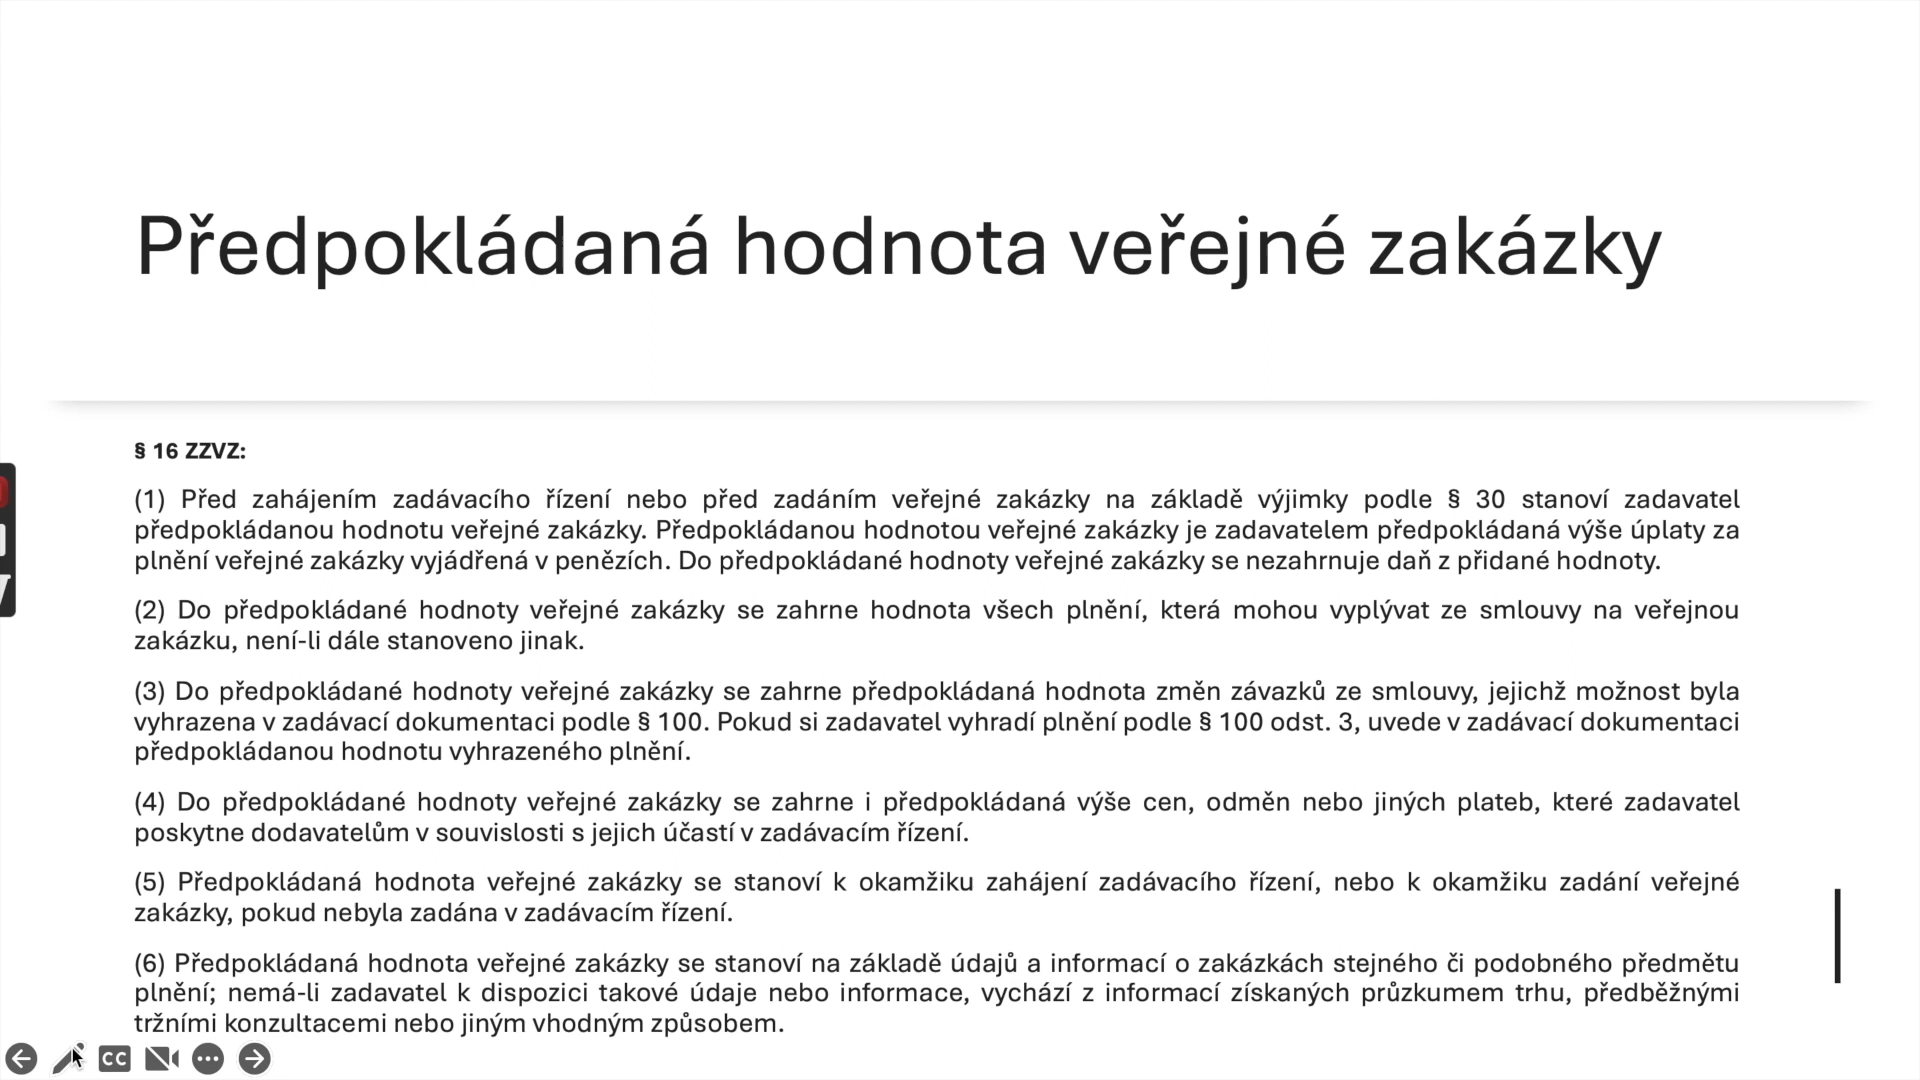 Předpokládaná hodnota veřejné zakázky
§ 16 ZZVZ:
(1) Před zahájením zadávacího řízení nebo před zadáním veřejné zakázky na základě výjimky podle § 30 stanoví zadavatel
předpokládanou hodnotu veřejné zakázky. Předpokládanou hodnotou veřejné zakázky je zadavatelem předpokládaná výše úplaty za
plnění veřejné zakázky vyjádřená v penězích. Do předpokládané hodnoty veřejné zakázky se nezahrnuje daň z přidané hodnoty.
(2) Do předpokládané hodnoty veřejné zakázky se zahrne hodnota všech plnění, která mohou vyplývat ze smlouvy na veřejnou
zakázku, není-li dále stanoveno jinak.
(3) Do předpokládané hodnoty veřejné zakázky se zahrne předpokládaná hodnota změn závazků ze smlouvy, jejichž možnost byla
vyhrazena v zadávací dokumentaci podle § 100. Pokud si zadavatel vyhradí plnění podle § 100 odst. 3, uvede v zadávací dokumentaci
předpokládanou hodnotu vyhrazeného plnění.
(4) Do předpokládané hodnoty veřejné zakázky se zahrne i předpokládaná výše cen, odměn nebo jiných plateb, které zadavatel
poskytne dodavatelům v souvislosti s jejich účastí v zadávacím řízení.
(5) Předpokládaná hodnota veřejné zakázky se stanoví k okamžiku zahájení zadávacího řízení, nebo k okamžiku zadání veřejné
zakázky, pokud nebyla zadána v zadávacím řízení.
(6) Předpokládaná hodnota veřejné zakázky se stanoví na základě údajů a informací o zakázkách stejného či podobného předmětu
plnění; nemá-li zadavatel k dispozici takové údaje nebo informace, vychází z informací získaných průzkumem trhu, předběžnými
tržními konzultacemi nebo jiným vhodným způsobem.
CC